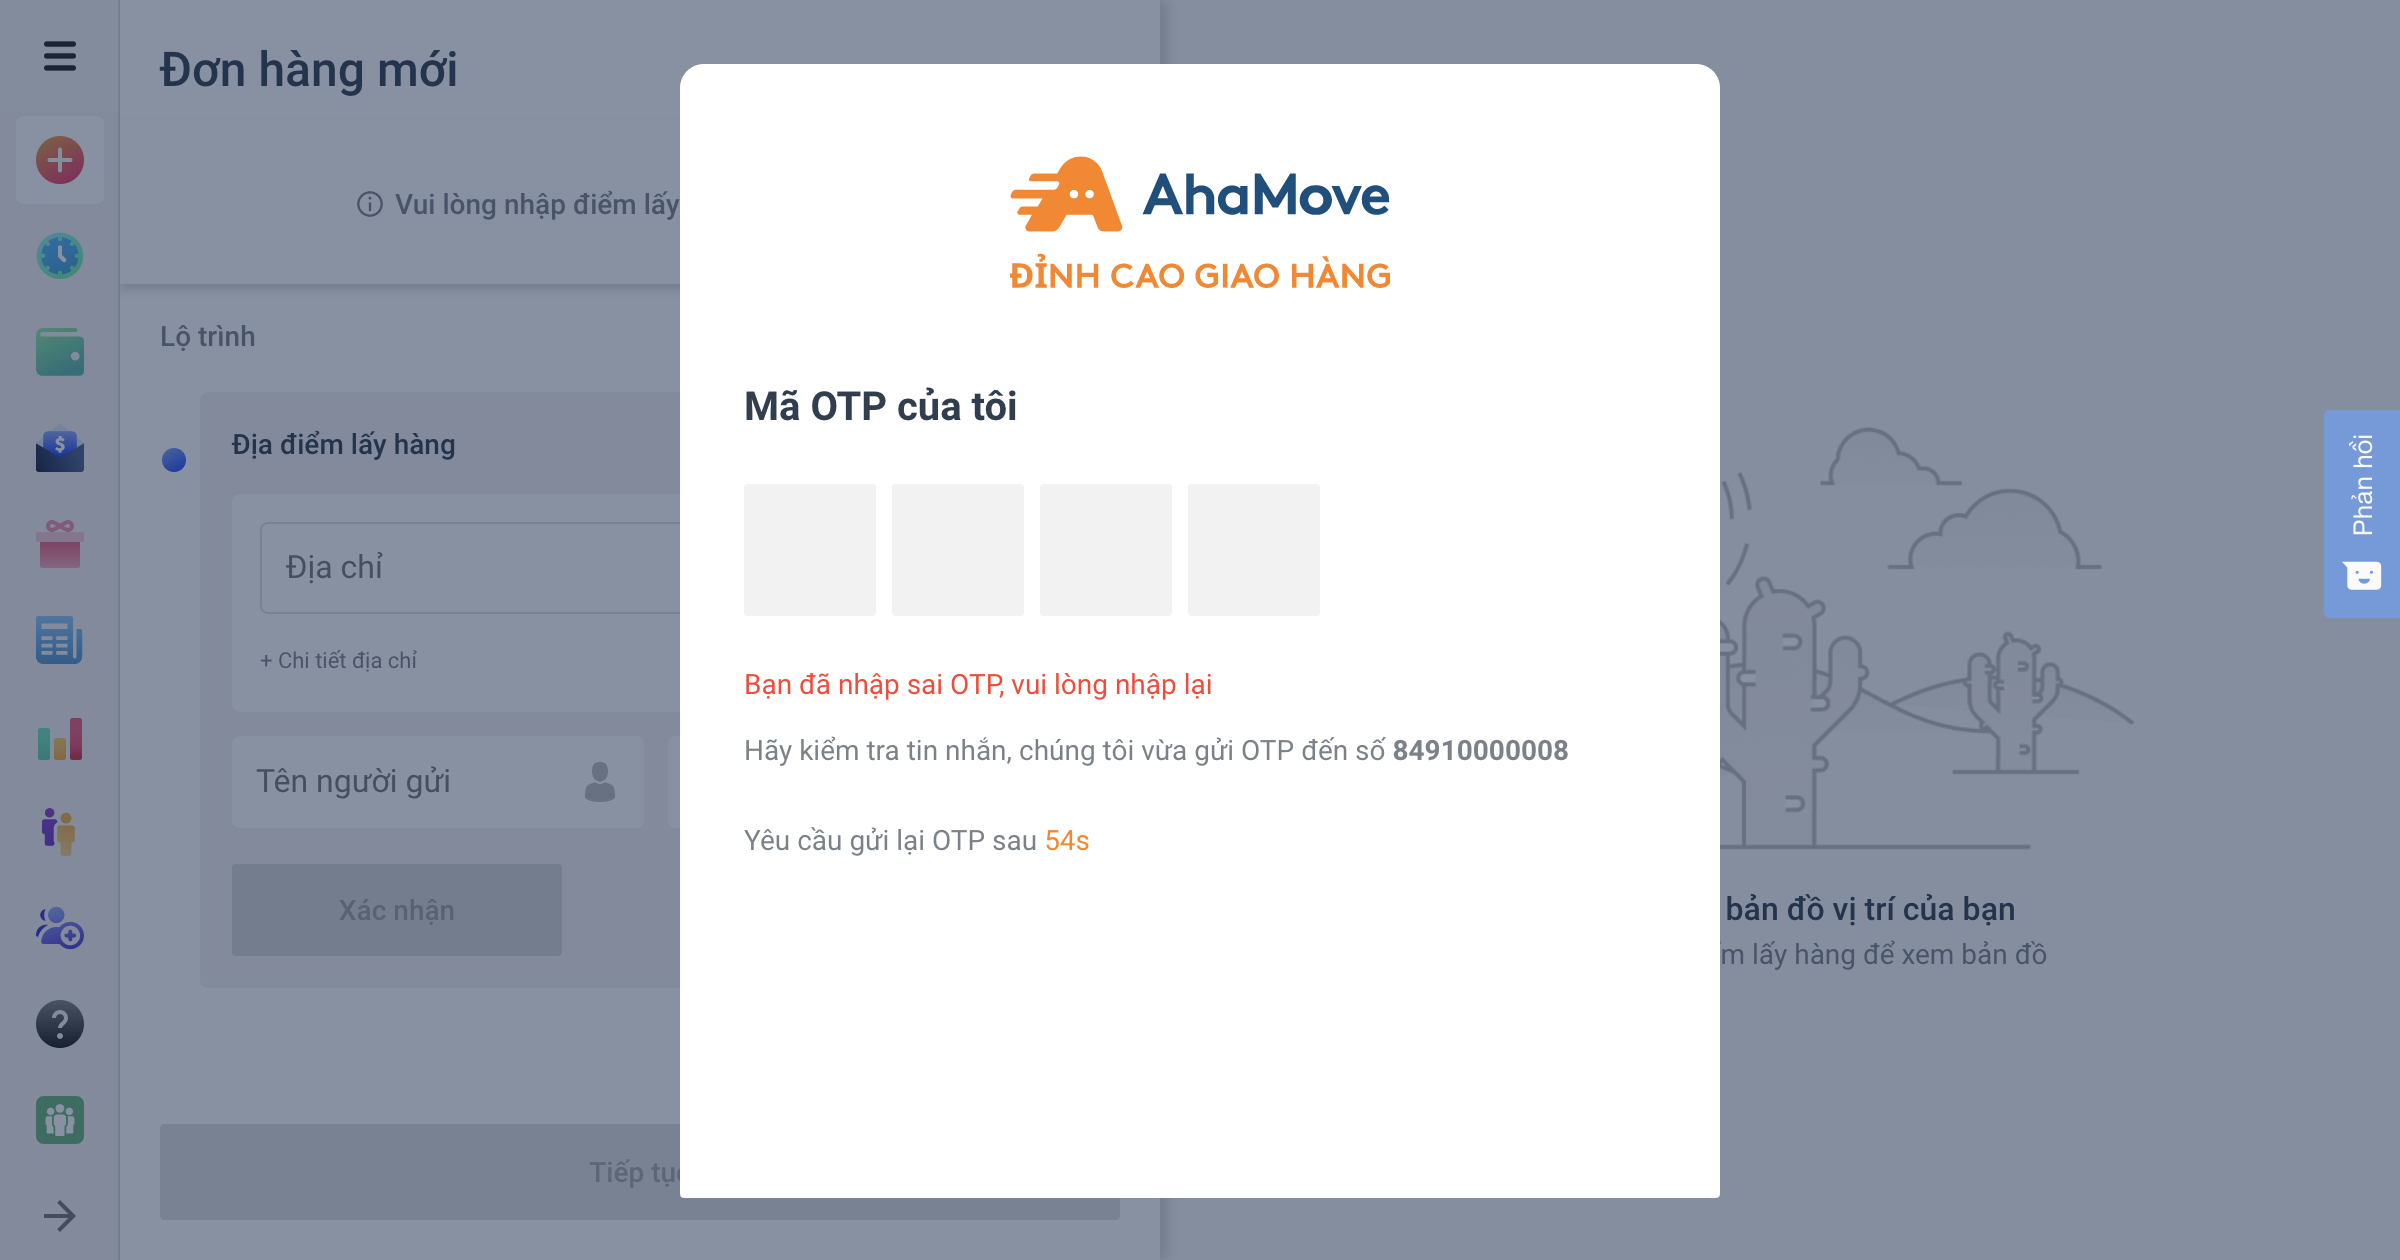 Đơn hàng mới
Vui lòng nhập điểm lấy
Lộ trình
Địa điểm lấy hàng
Địa chỉ
+ Chi tiết địa chỉ
Tên người gửi
Xác nhận
Tiếp tục
AhaMove
ĐỈNH CAO GIAO HÀNG
Mã OTP của tôi
Bạn đã nhập sai OTP, vui lòng nhập lại
Hãy kiểm tra tin nhắn, chúng tôi vừa gửi OTP đến số 84910000008
Yêu cầu gửi lại OTP sau 54s
bản đồ vị trí của bạn
lấy hàng để xem bản đồ
Phản hồi